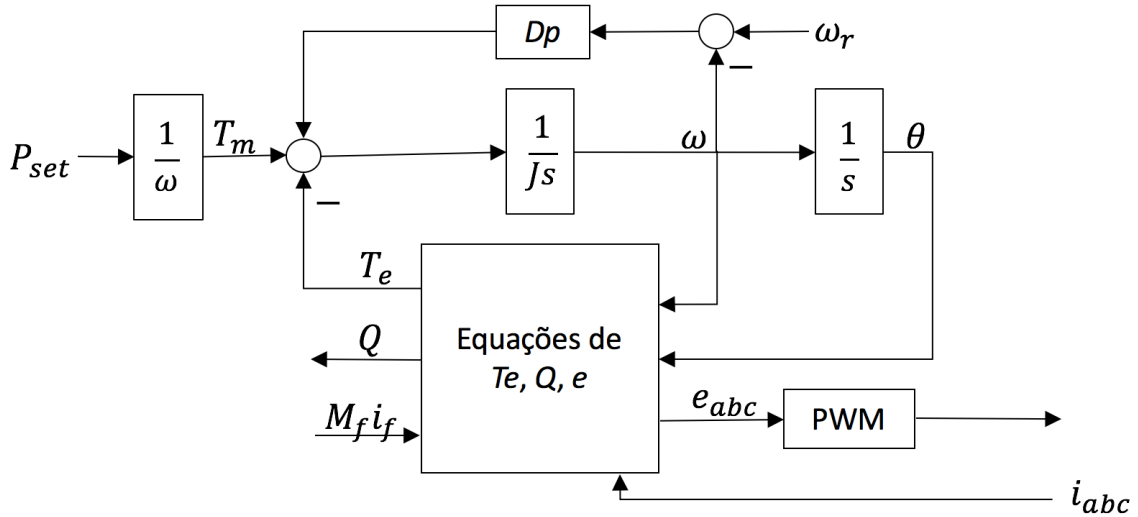 Dp
ω_r
−
P_set
1/ω
T_m
1/Js
ω
1/s
θ
−
T_e
Q
M_f i_f
Equações de
Te, Q, e
e_abc
PWM
i_abc